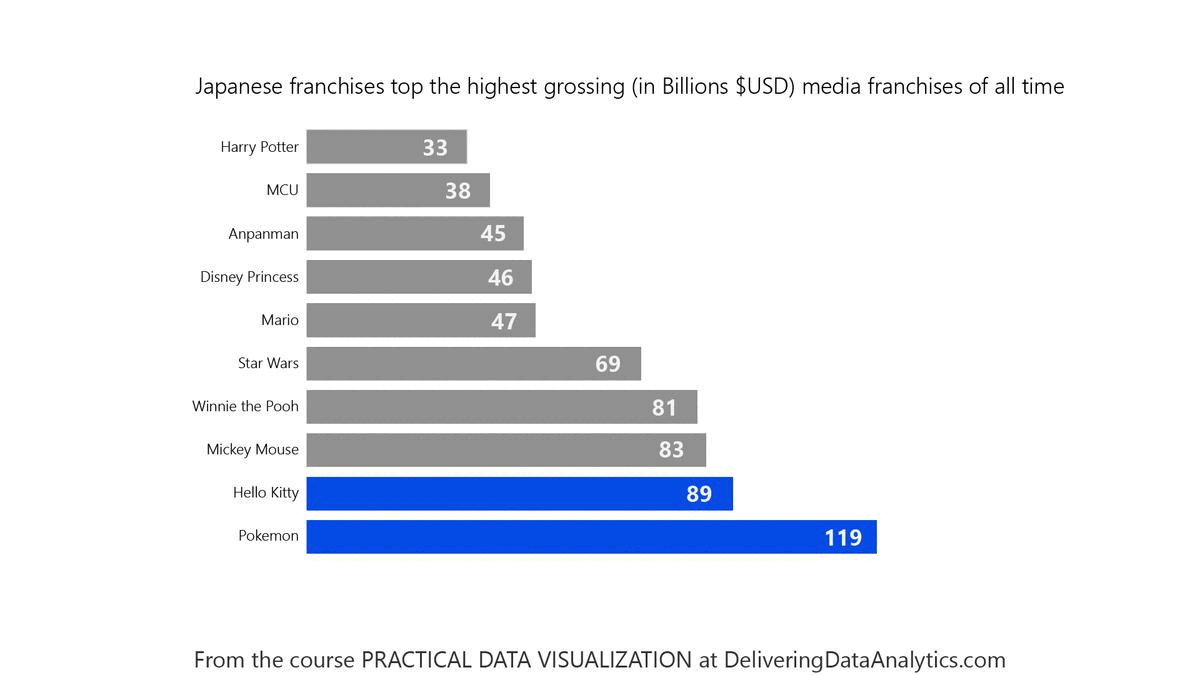 Japanese franchises top the highest grossing (in Billions $USD) media franchises of all time
Harry Potter 33
MCU 38
Anpanman 45
Disney Princess 46
Mario 47
Star Wars 69
Winnie the Pooh 81
Mickey Mouse 83
Hello Kitty 89
Pokemon 119
From the course PRACTICAL DATA VISUALIZATION at DeliveringDataAnalytics.com